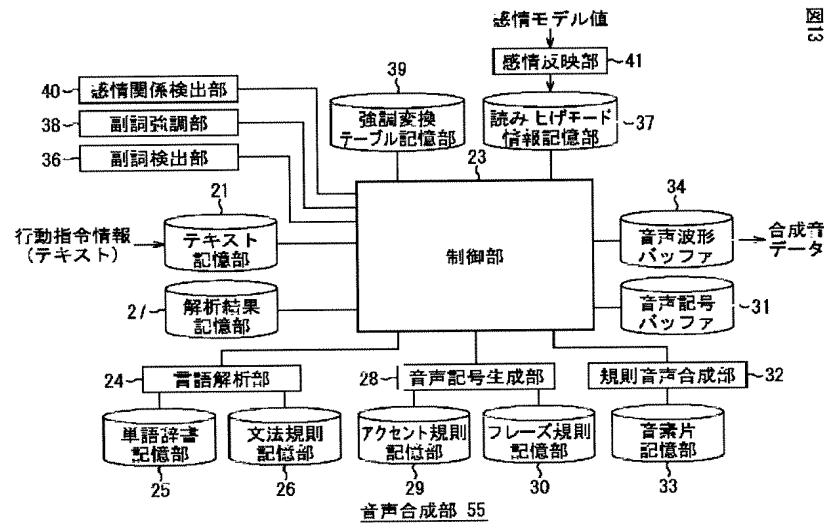 図13
感情モデル値
感情反映部
41
40
感情関係検出部
38
副詞強調部
36
副詞検出部
39
強調変換
テーブル記憶部
読み上げモード
情報記憶部
37
23
制御部
21
行動指令情報
(テキスト)
テキスト
記憶部
34
音声波形
バッファ
合成音
データ
27
解析結果
記憶部
音声記号
バッファ
31
24
言語解析部
28
音声記号生成部
規則音声合成部
32
単語辞書
記憶部
文法規則
記憶部
アクセント規則
記憶部
フレーズ規則
記憶部
音素片
記憶部
25
26
29
30
33
音声合成部 55